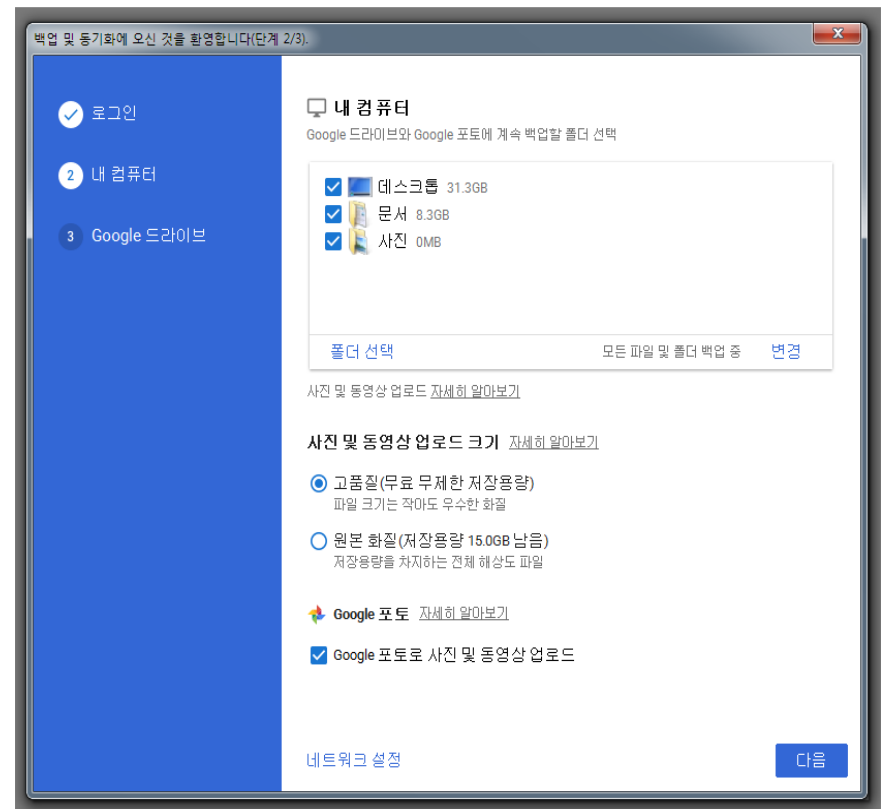 백업 및 동기화에 오신 것을 환영합니다(단계 2/3).
로그인
2 내 컴퓨터
3 Google 드라이브
내 컴퓨터
Google 드라이브와 Google 포토에 계속 백업할 폴더 선택
데스크톱 31.3GB
문서 8.3GB
사진 0MB
폴더 선택 모든 파일 및 폴더 백업 중 변경
사진 및 동영상 업로드 자세히 알아보기
사진 및 동영상 업로드 크기 자세히 알아보기
고품질(무료 무제한 저장용량)
파일 크기는 작아도 우수한 화질
원본 화질(저장용량 15.0GB 남음)
저장용량을 차지하는 전체 해상도 파일
Google 포토 자세히 알아보기
Google 포토로 사진 및 동영상 업로드
네트워크 설정
다음